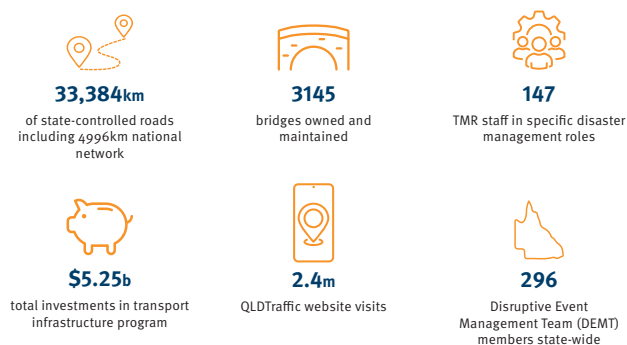 33,384km
of state-controlled roads
including 4996km national
network
3145
bridges owned and
maintained
147
TMR staff in specific disaster
management roles
$5.25b
total investments in transport
infrastructure program
2.4m
QLDTraffic website visits
296
Disruptive Event
Management Team (DEMT)
members state-wide